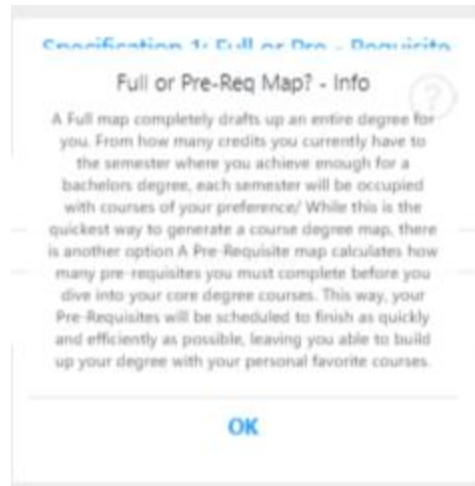 Specification 1: Full or Pre - Requisite
Full or Pre-Req Map? - Info
?
A Full map completely drafts up an entire degree for
you. From how many credits you currently have to
the semester where you achieve enough for a
bachelors degree, each semester will be occupied
with courses of your preference/ While this is the
quickest way to generate a course degree map, there
is another option A Pre-Requisite map calculates how
many pre-requisites you must complete before you
dive into your core degree courses. This way, your
Pre-Requisites will be scheduled to finish as quickly
and efficiently as possible, leaving you able to build
up your degree with your personal favorite courses.
OK